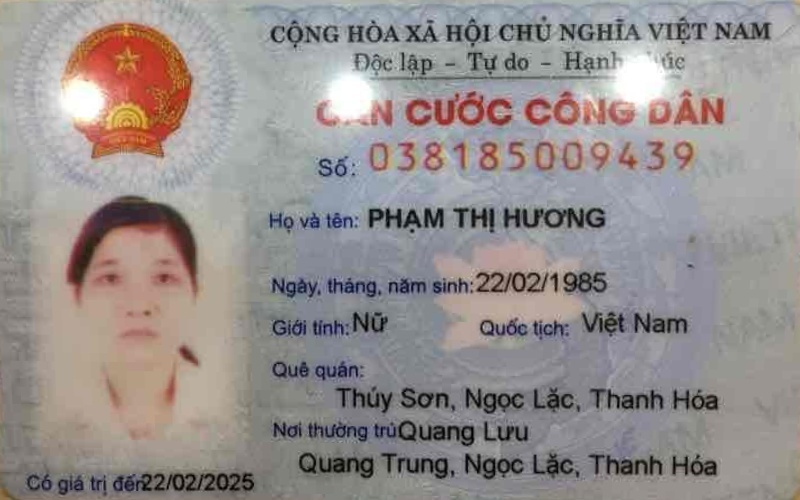 CỘNG HÒA XÃ HỘI CHỦ NGHĨA VIỆT NAM
Độc lập - Tự do - Hạnh phúc
CĂN CƯỚC CÔNG DÂN
Số: 038185009439
Họ và tên: PHẠM THỊ HƯƠNG
Ngày, tháng, năm sinh: 22/02/1985
Giới tính: Nữ Quốc tịch: Việt Nam
Quê quán:
Thúy Sơn, Ngọc Lặc, Thanh Hóa
Nơi thường trú: Quang Lưu
Quang Trung, Ngọc Lặc, Thanh Hóa
Có giá trị đến: 22/02/2025